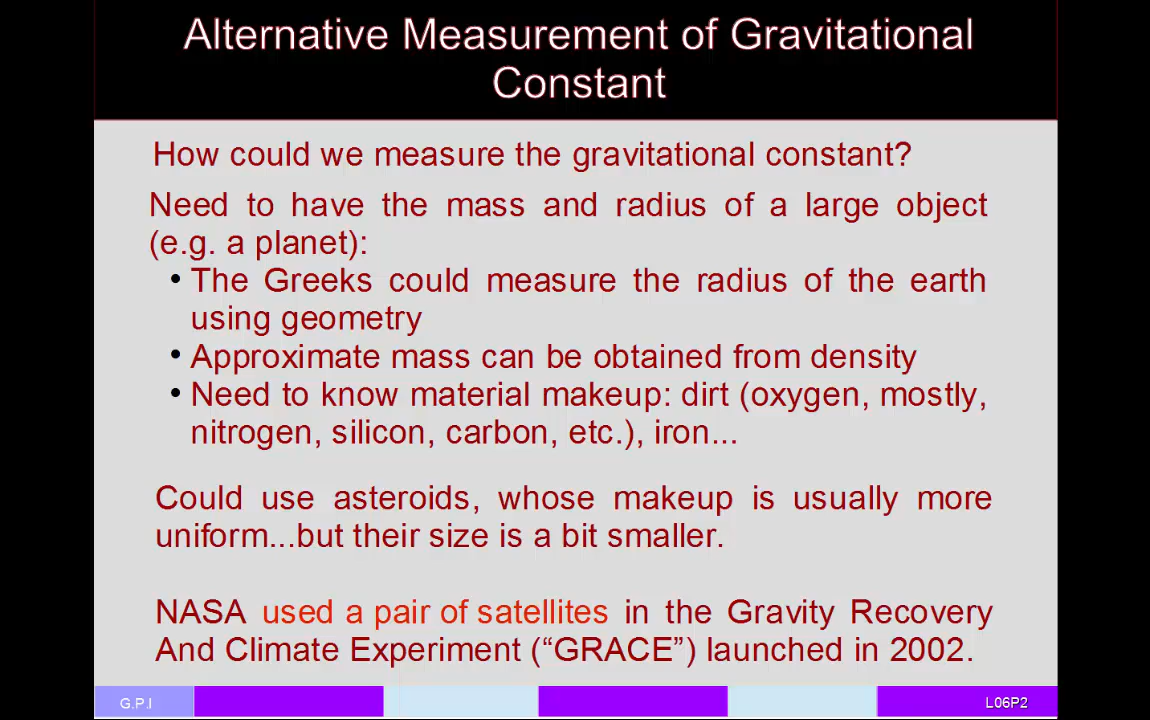 Alternative Measurement of Gravitational
Constant
How could we measure the gravitational constant?
Need to have the mass and radius of a large object
(e.g. a planet):
• The Greeks could measure the radius of the earth
using geometry
• Approximate mass can be obtained from density
• Need to know material makeup: dirt (oxygen, mostly,
nitrogen, silicon, carbon, etc.), iron...
Could use asteroids, whose makeup is usually more
uniform...but their size is a bit smaller.
NASA used a pair of satellites in the Gravity Recovery
And Climate Experiment (“GRACE”) launched in 2002.
G.P.I L06P2